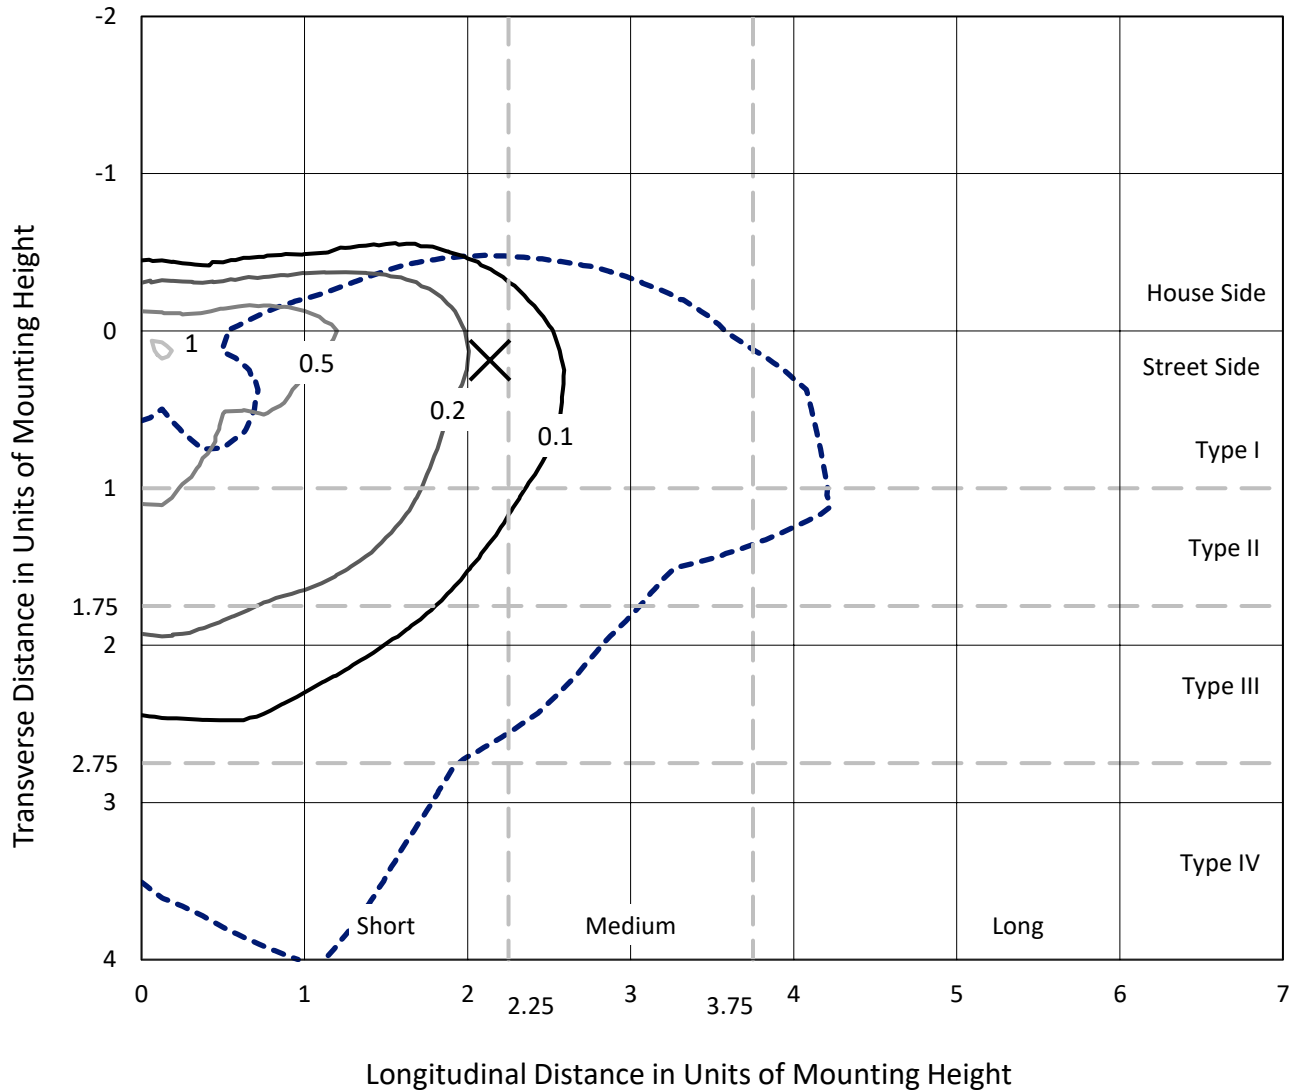 -2
-1
0
1
1.75
2
2.75
3
4
Transverse Distance in Units of Mounting Height
House Side
Street Side
Type I
Type II
Type III
Type IV
1
0.5
0.2
0.1
Short
Medium
Long
0
1
2
2.25
3
3.75
4
5
6
7
Longitudinal Distance in Units of Mounting Height